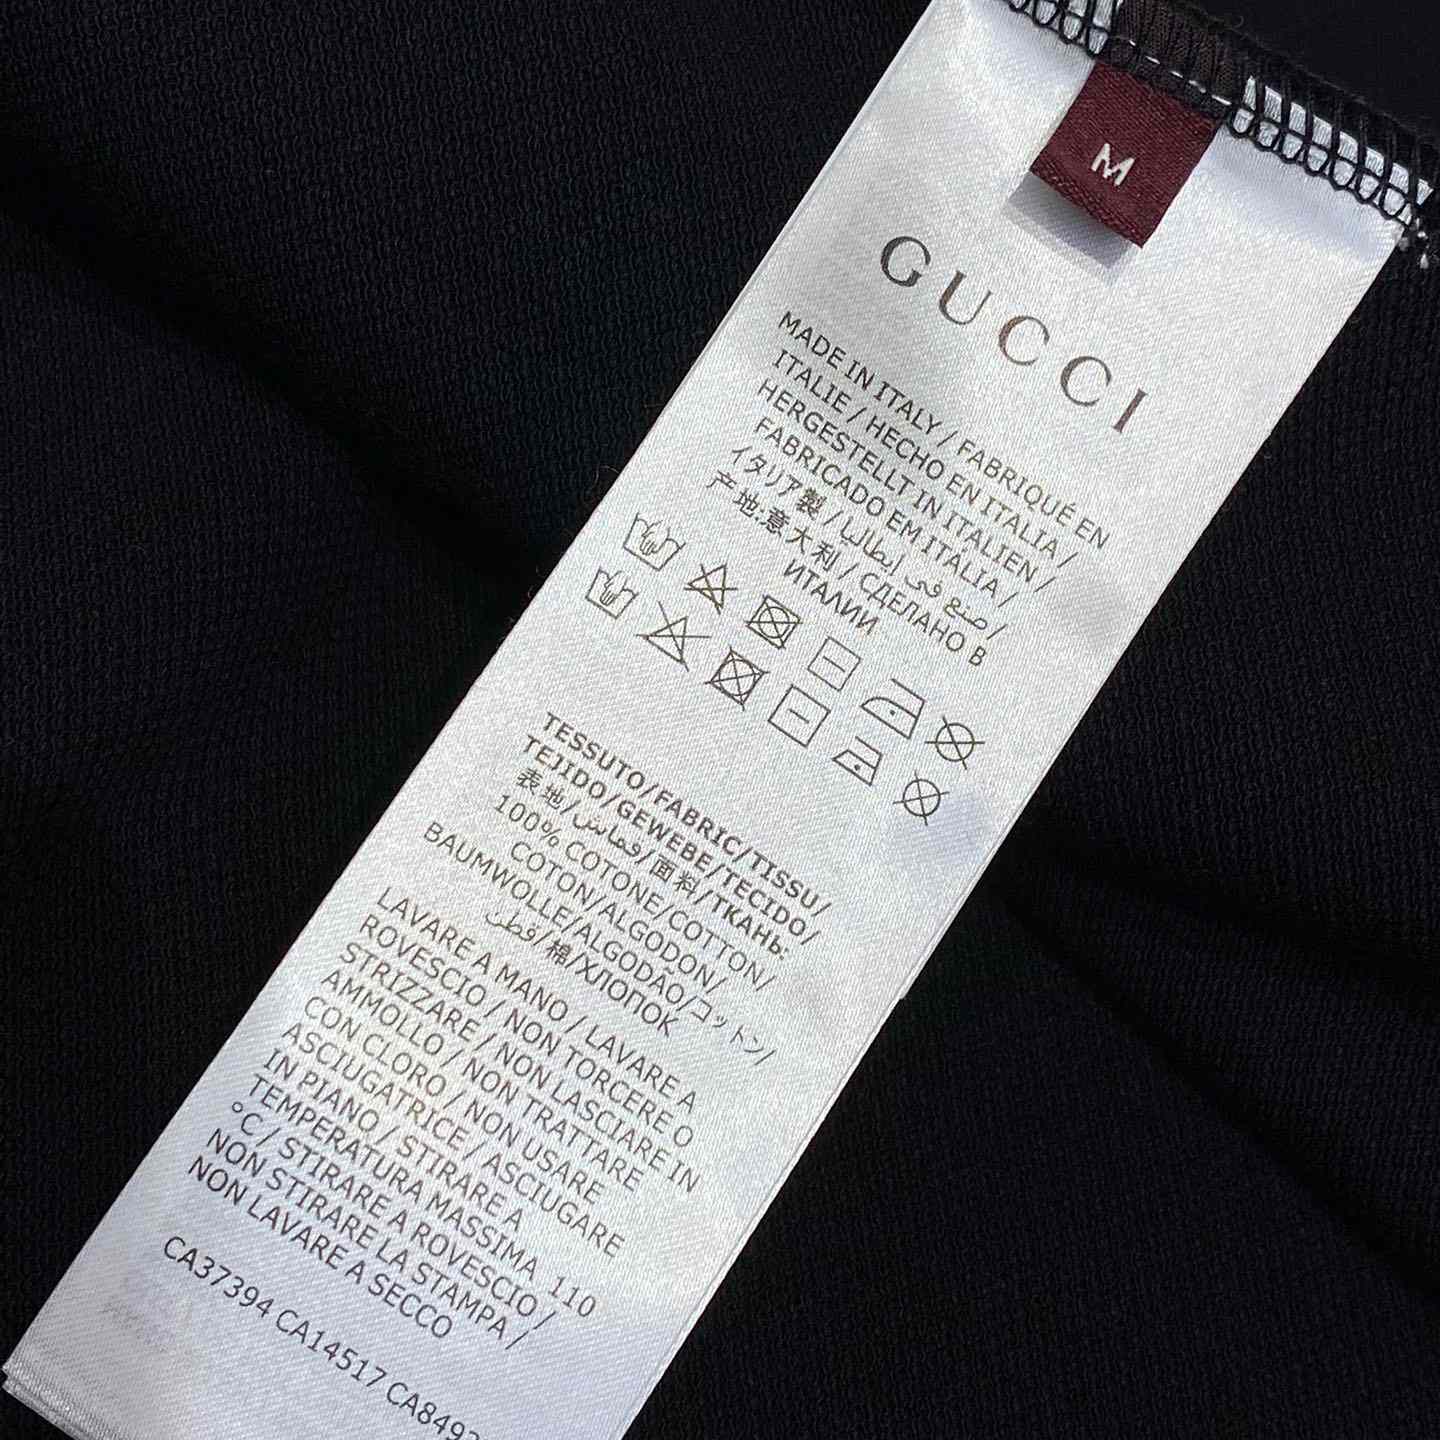 M
GUCCI
MADE IN ITALY / FABRIQUÉ EN
ITALIE / HECHO EN ITALIA /
HERGESTELLT IN ITALIEN /
FABRICADO EM ITÁLIA /
イタリア製 / صنع في إيطاليا /
产地:意大利 / СДЕЛАНО В
ИТАЛИИ
TESSUTO/FABRIC/TISSU/
TEJIDO/GEWEBE/TECIDO/
表地/قماش/面料/ТКАНЬ:
100% COTONE/COTTON/
COTON/ALGODON/
BAUMWOLLE/ALGODÃO/コットン/
قطن/棉/ХЛОПОК
LAVARE A MANO / LAVARE A
ROVESCIO / NON TORCERE O
STRIZZARE / NON LASCIARE IN
AMMOLLO / NON TRATTARE
CON CLORO / NON USARE
ASCIUGATRICE / ASCIUGARE
IN PIANO / STIRARE A
TEMPERATURA MASSIMA 110
°C / STIRARE A ROVESCIO /
NON STIRARE LA STAMPA /
NON LAVARE A SECCO
CA37394 CA14517 CA849